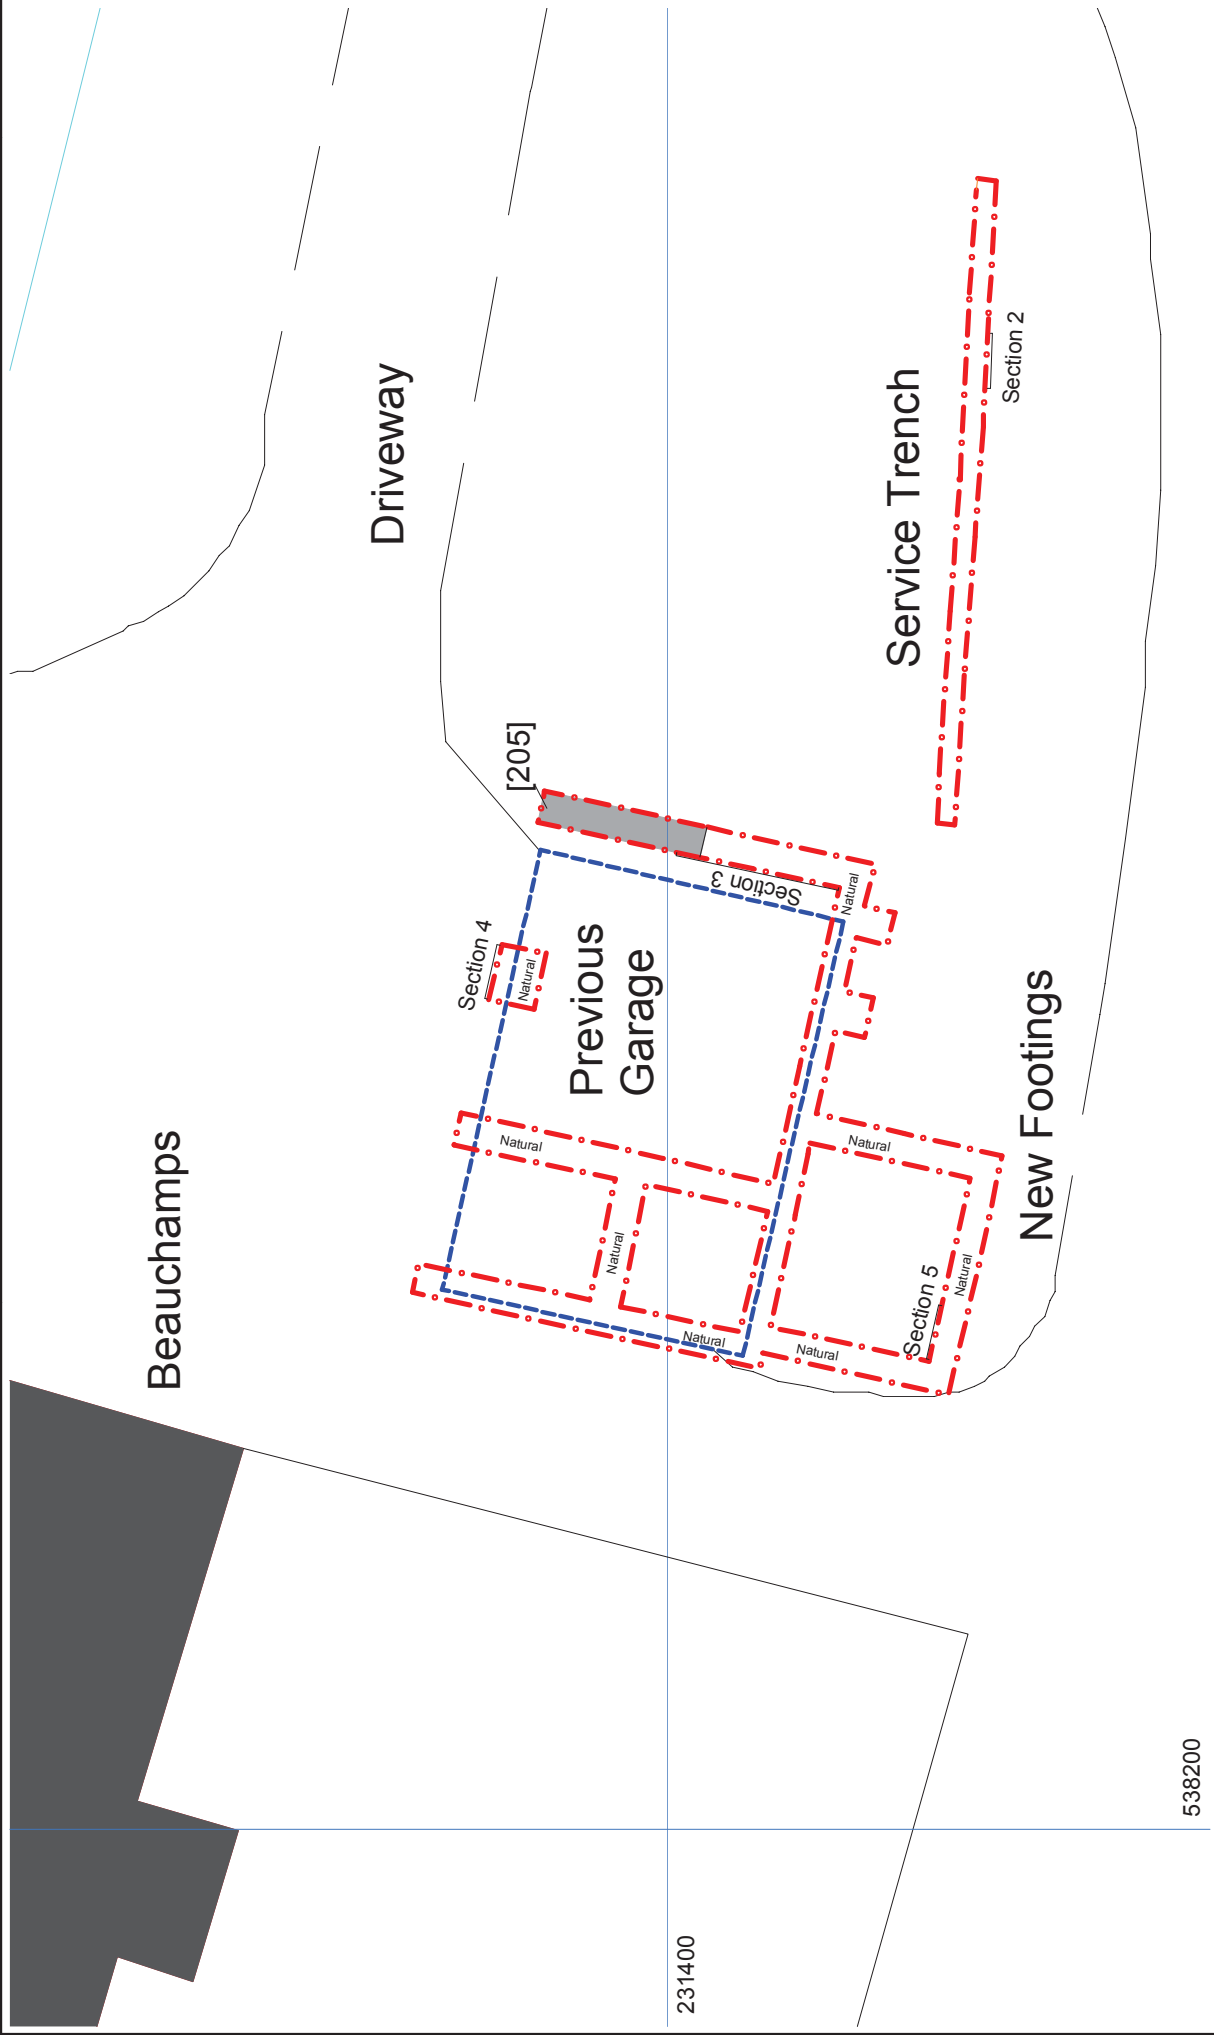 Beauchamps
Driveway
[205]
Section 4
Natural
Previous
Garage
Section 3
Natural
Service Trench
Section 2
Natural
Natural
Natural
Natural
Natural
Section 5
Natural
New Footings
231400
538200